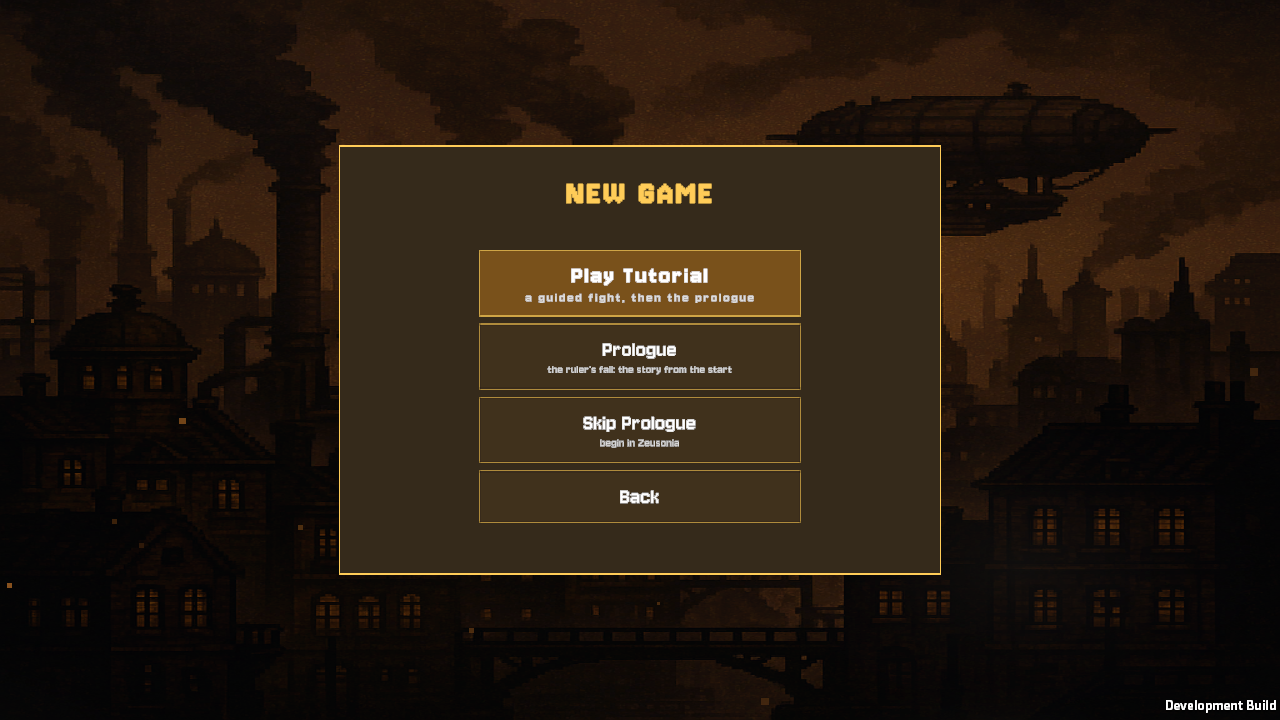 NEW GAME
Play Tutorial
a guided fight, then the prologue
Prologue
the ruler's fall: the story from the start
Skip Prologue
begin in Zeusonia
Back
Development Build